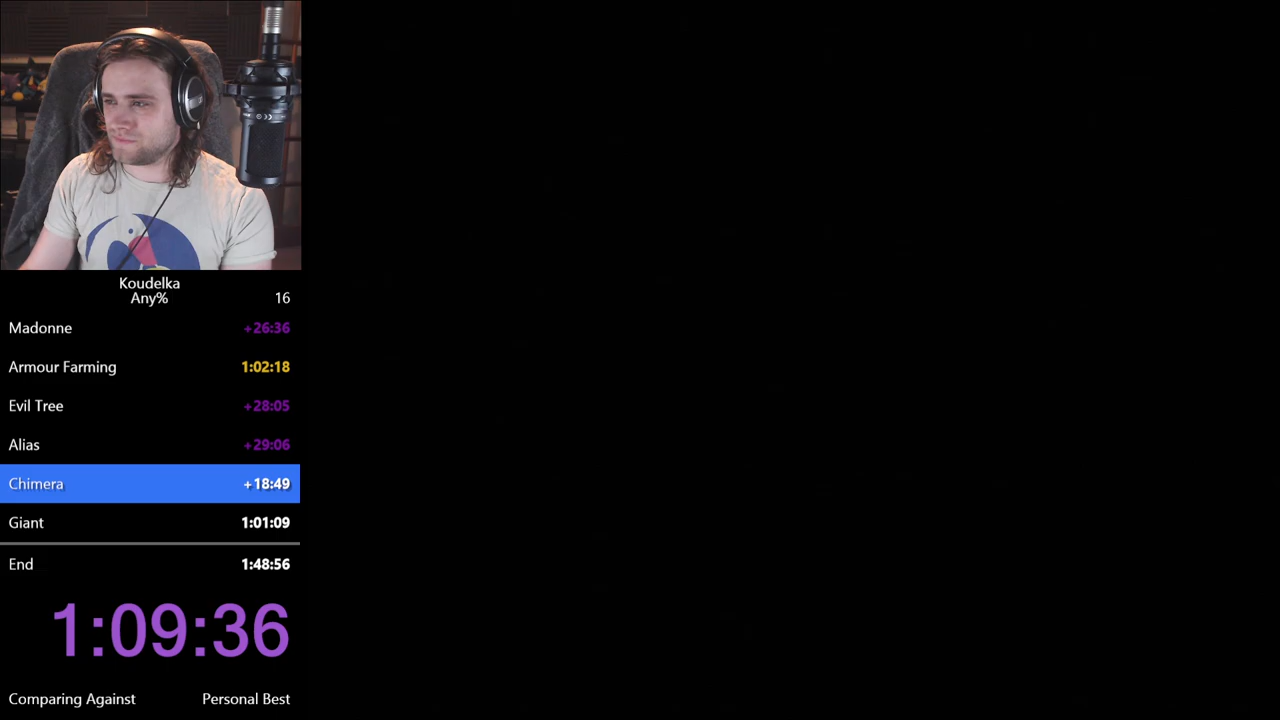 Koudelka
Any% 16
Madonne +26:36
Armour Farming 1:02:18
Evil Tree +28:05
Alias +29:06
Chimera +18:49
Giant 1:01:09
End 1:48:56
1:09:36
Comparing Against Personal Best